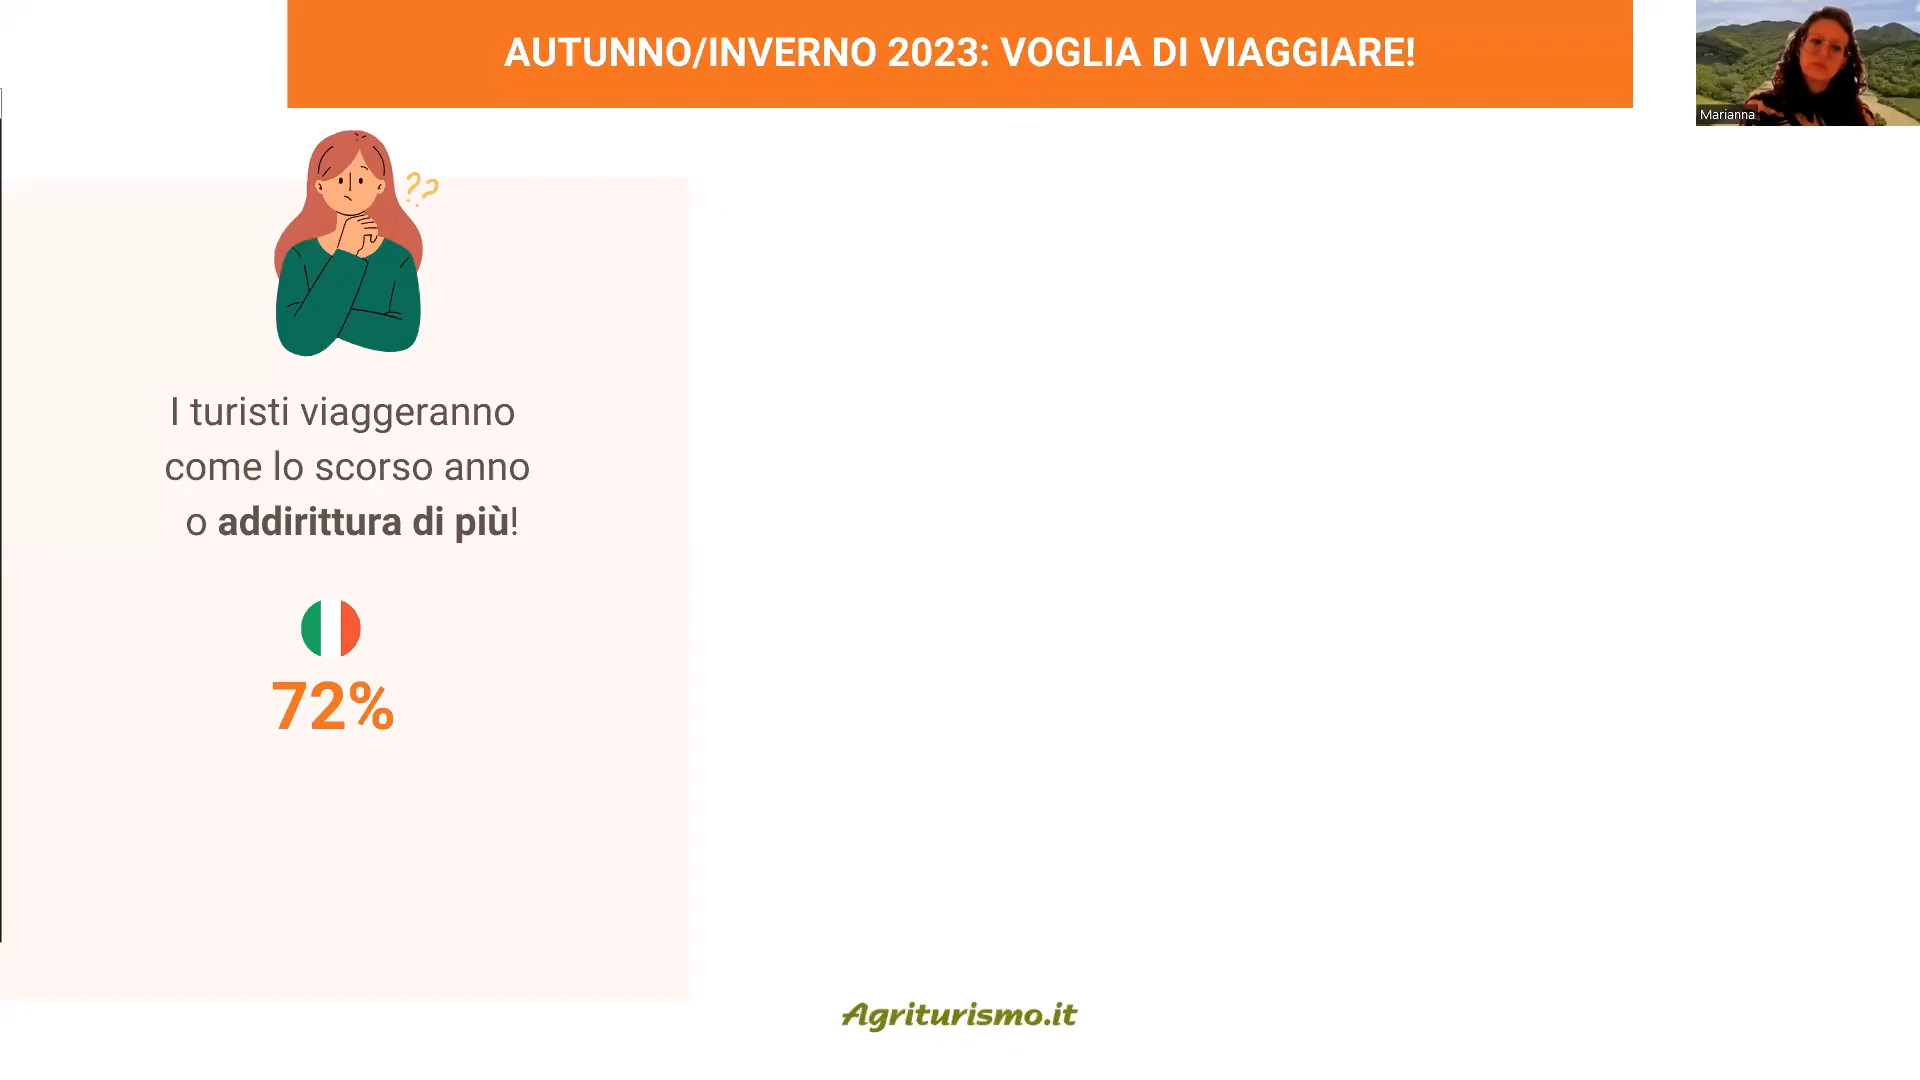 AUTUNNO/INVERNO 2023: VOGLIA DI VIAGGIARE!
Marianna
??
I turisti viaggeranno
come lo scorso anno
o addirittura di più!
72%
Agriturismo.it